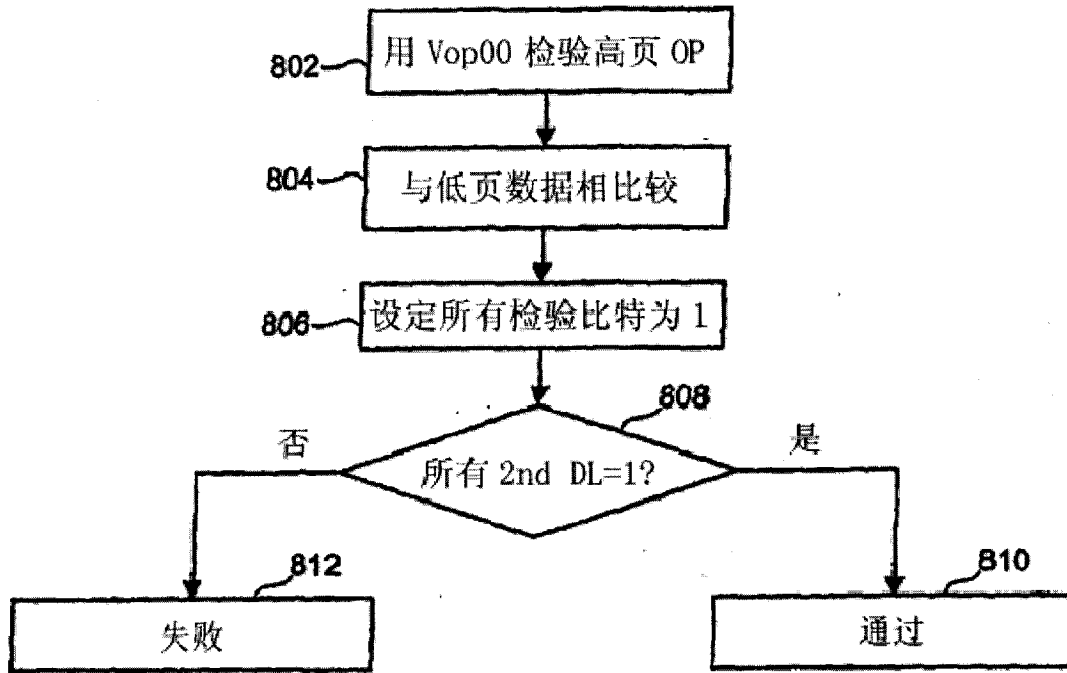 用 Vop00 检验高页 OP
802
804
与低页数据相比较
806
设定所有检验比特为 1
808
否
是
所有 2nd DL=1?
812
810
失败
通过